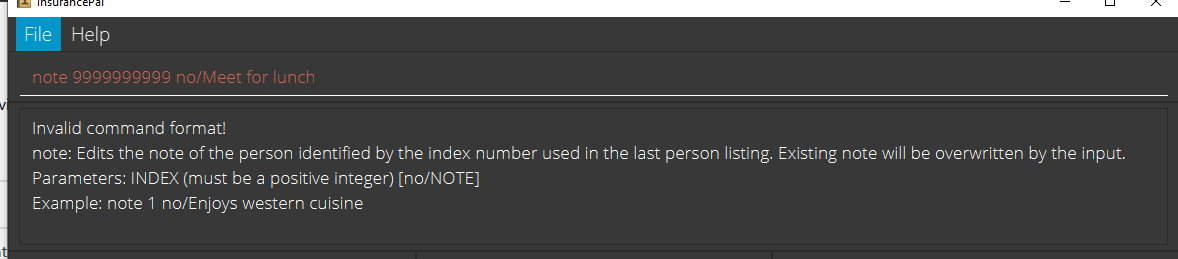 InsurancePal
File Help
note 9999999999 no/Meet for lunch
Invalid command format!
note: Edits the note of the person identified by the index number used in the last person listing. Existing note will be overwritten by the input.
Parameters: INDEX (must be a positive integer) [no/NOTE]
Example: note 1 no/Enjoys western cuisine